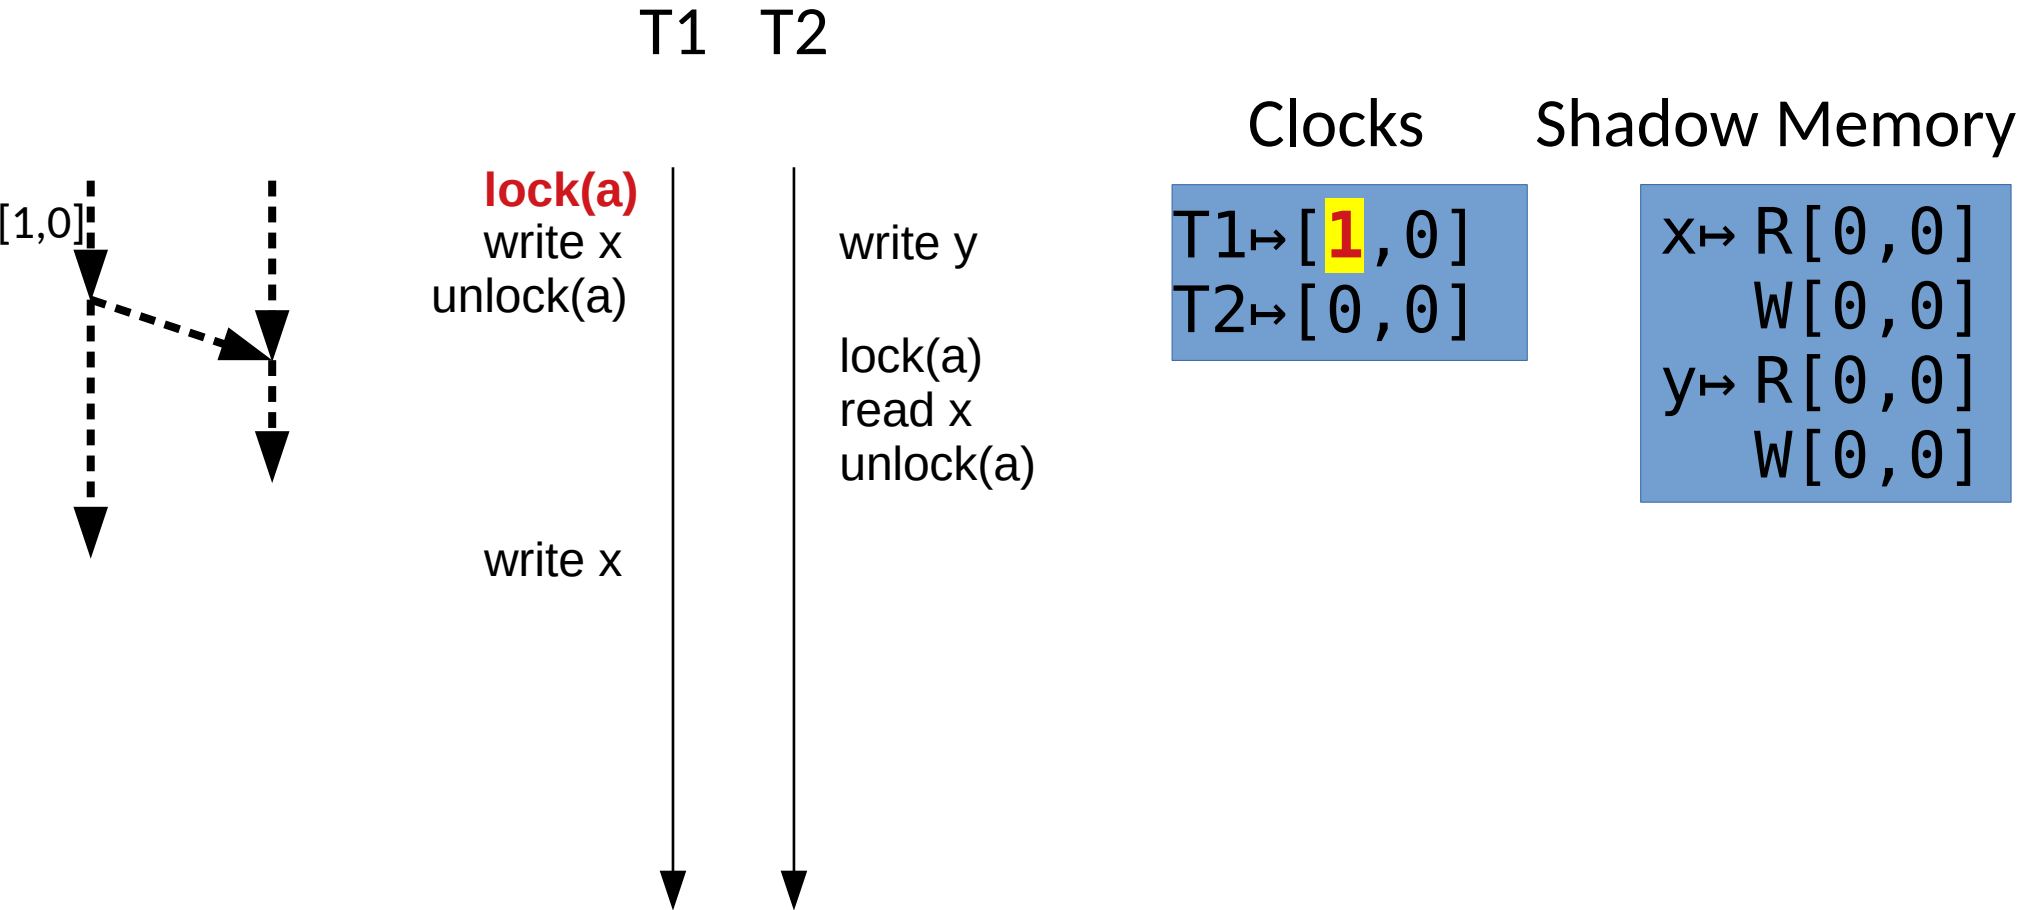 T1 T2
Clocks
Shadow Memory
[1,0]
lock(a)
write x
unlock(a)
write x
write y
lock(a)
read x
unlock(a)
T1↦[1,0]
T2↦[0,0]
x↦ R[0,0]
W[0,0]
y↦ R[0,0]
W[0,0]